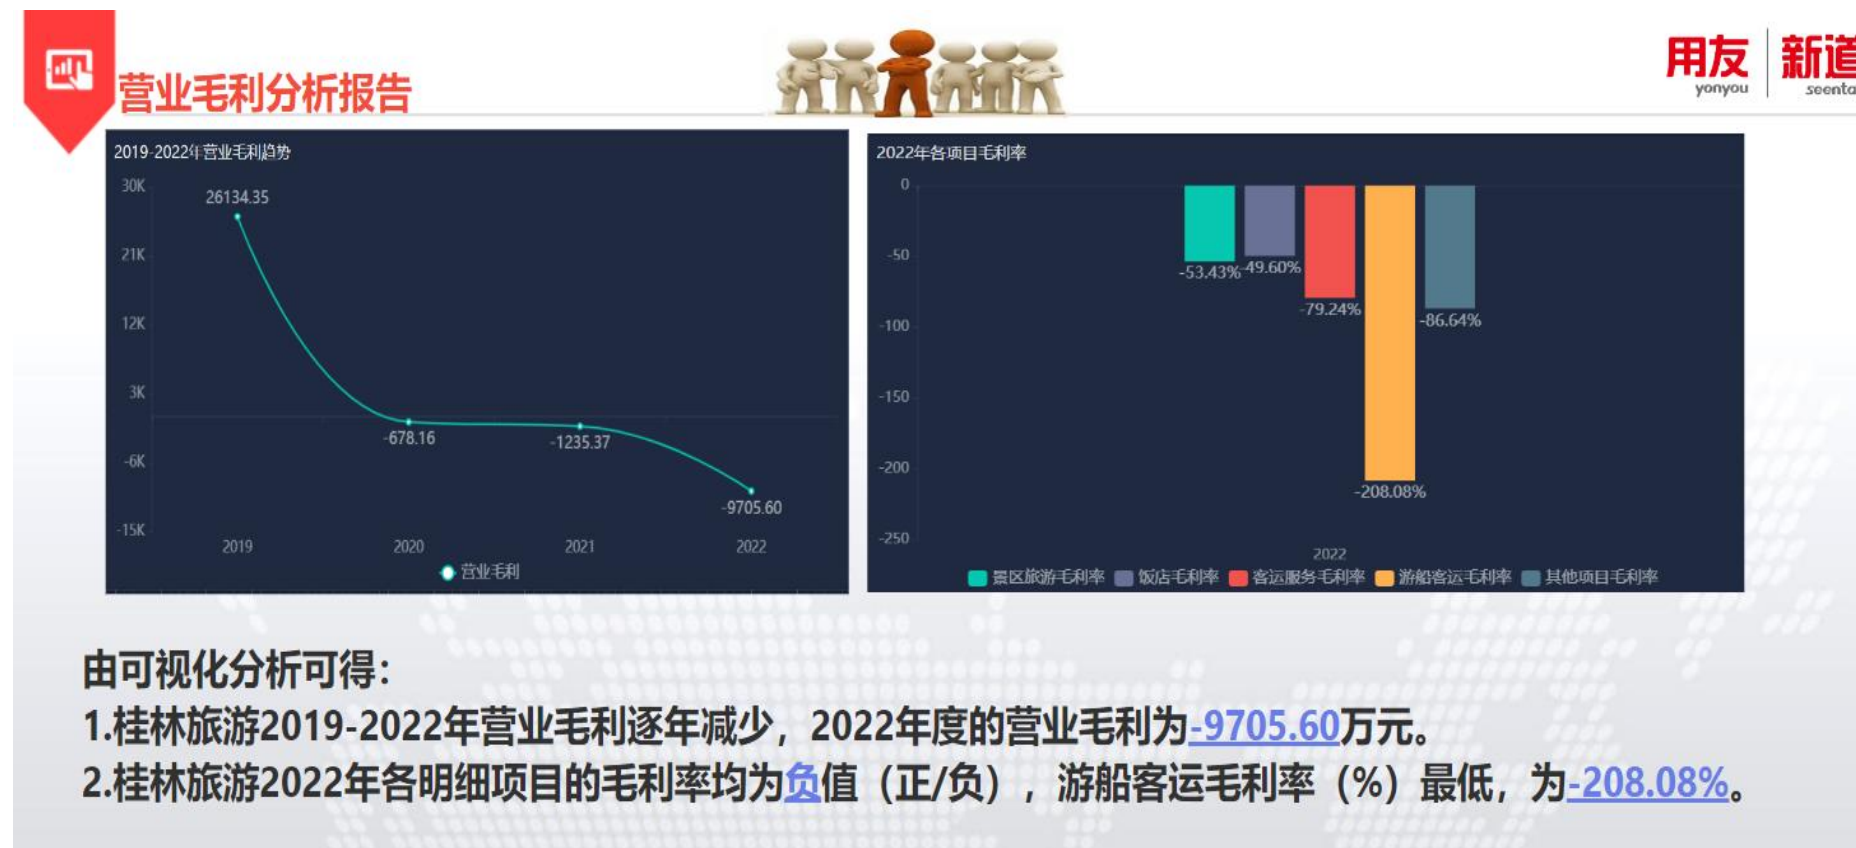 营业毛利分析报告
用友
yonyou
新道
seenta
2019-2022年营业毛利趋势
30K
21K
12K
3K
-6K
-15K
26134.35
-678.16
-1235.37
-9705.60
2019
2020
2021
2022
营业毛利
2022年各项目毛利率
0
-50
-100
-150
-200
-250
-53.43%
-49.60%
-79.24%
-208.08%
-86.64%
2022
景区旅游毛利率 饭店毛利率 客运服务毛利率 游船客运毛利率 其他项目毛利率
由可视化分析可得：
1.桂林旅游2019-2022年营业毛利逐年减少，2022年度的营业毛利为-9705.60万元。
2.桂林旅游2022年各明细项目的毛利率均为负值（正/负），游船客运毛利率（%）最低，为-208.08%。